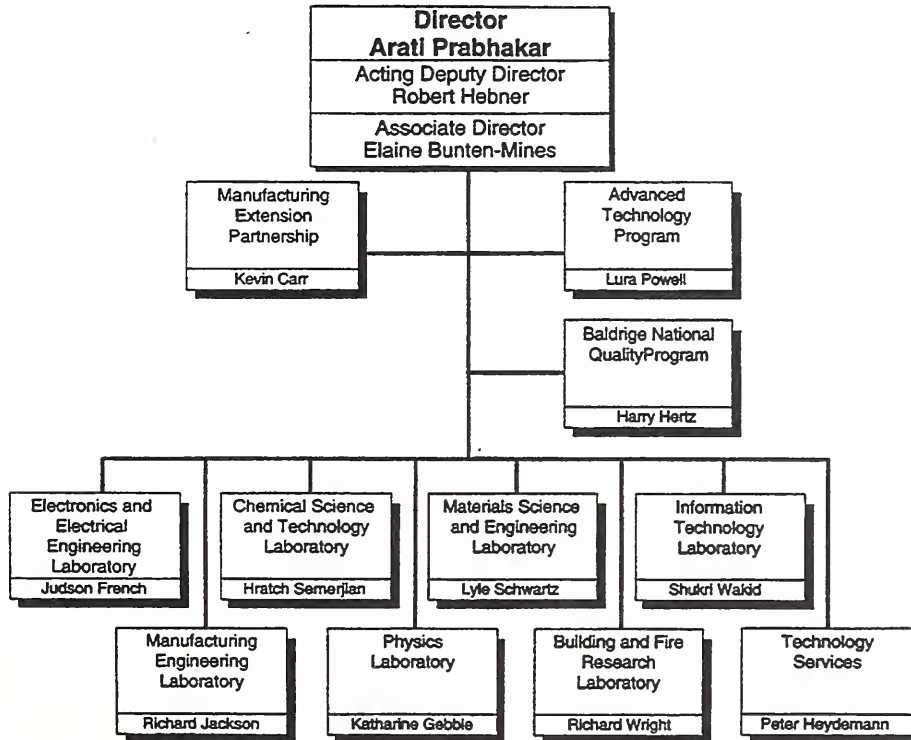 Director
Arati Prabhakar
Acting Deputy Director
Robert Hebner
Associate Director
Elaine Bunten-Mines
Manufacturing
Extension
Partnership
Kevin Carr
Advanced
Technology
Program
Lura Powell
Baldrige National
QualityProgram
Harry Hertz
Electronics and
Electrical
Engineering
Laboratory
Judson French
Chemical Science
and Technology
Laboratory
Hratch Semerjian
Materials Science
and Engineering
Laboratory
Lyle Schwartz
Information
Technology
Laboratory
Shukri Wakid
Manufacturing
Engineering
Laboratory
Richard Jackson
Physics
Laboratory
Katharine Gebbie
Building and Fire
Research
Laboratory
Richard Wright
Technology
Services
Peter Heydemann